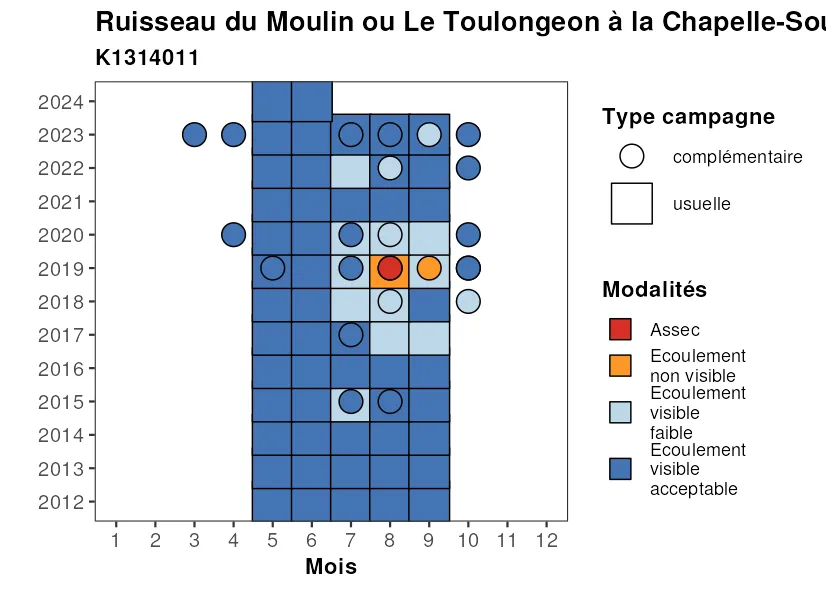 Ruisseau du Moulin ou Le Toulongeon à la Chapelle-Sou
K1314011
2024
2023
2022
2021
2020
2019
2018
2017
2016
2015
2014
2013
2012
1 2 3 4 5 6 7 8 9 10 11 12
Mois
Type campagne
complémentaire
usuelle
Modalités
Assec
Ecoulement
non visible
Ecoulement
visible
faible
Ecoulement
visible
acceptable